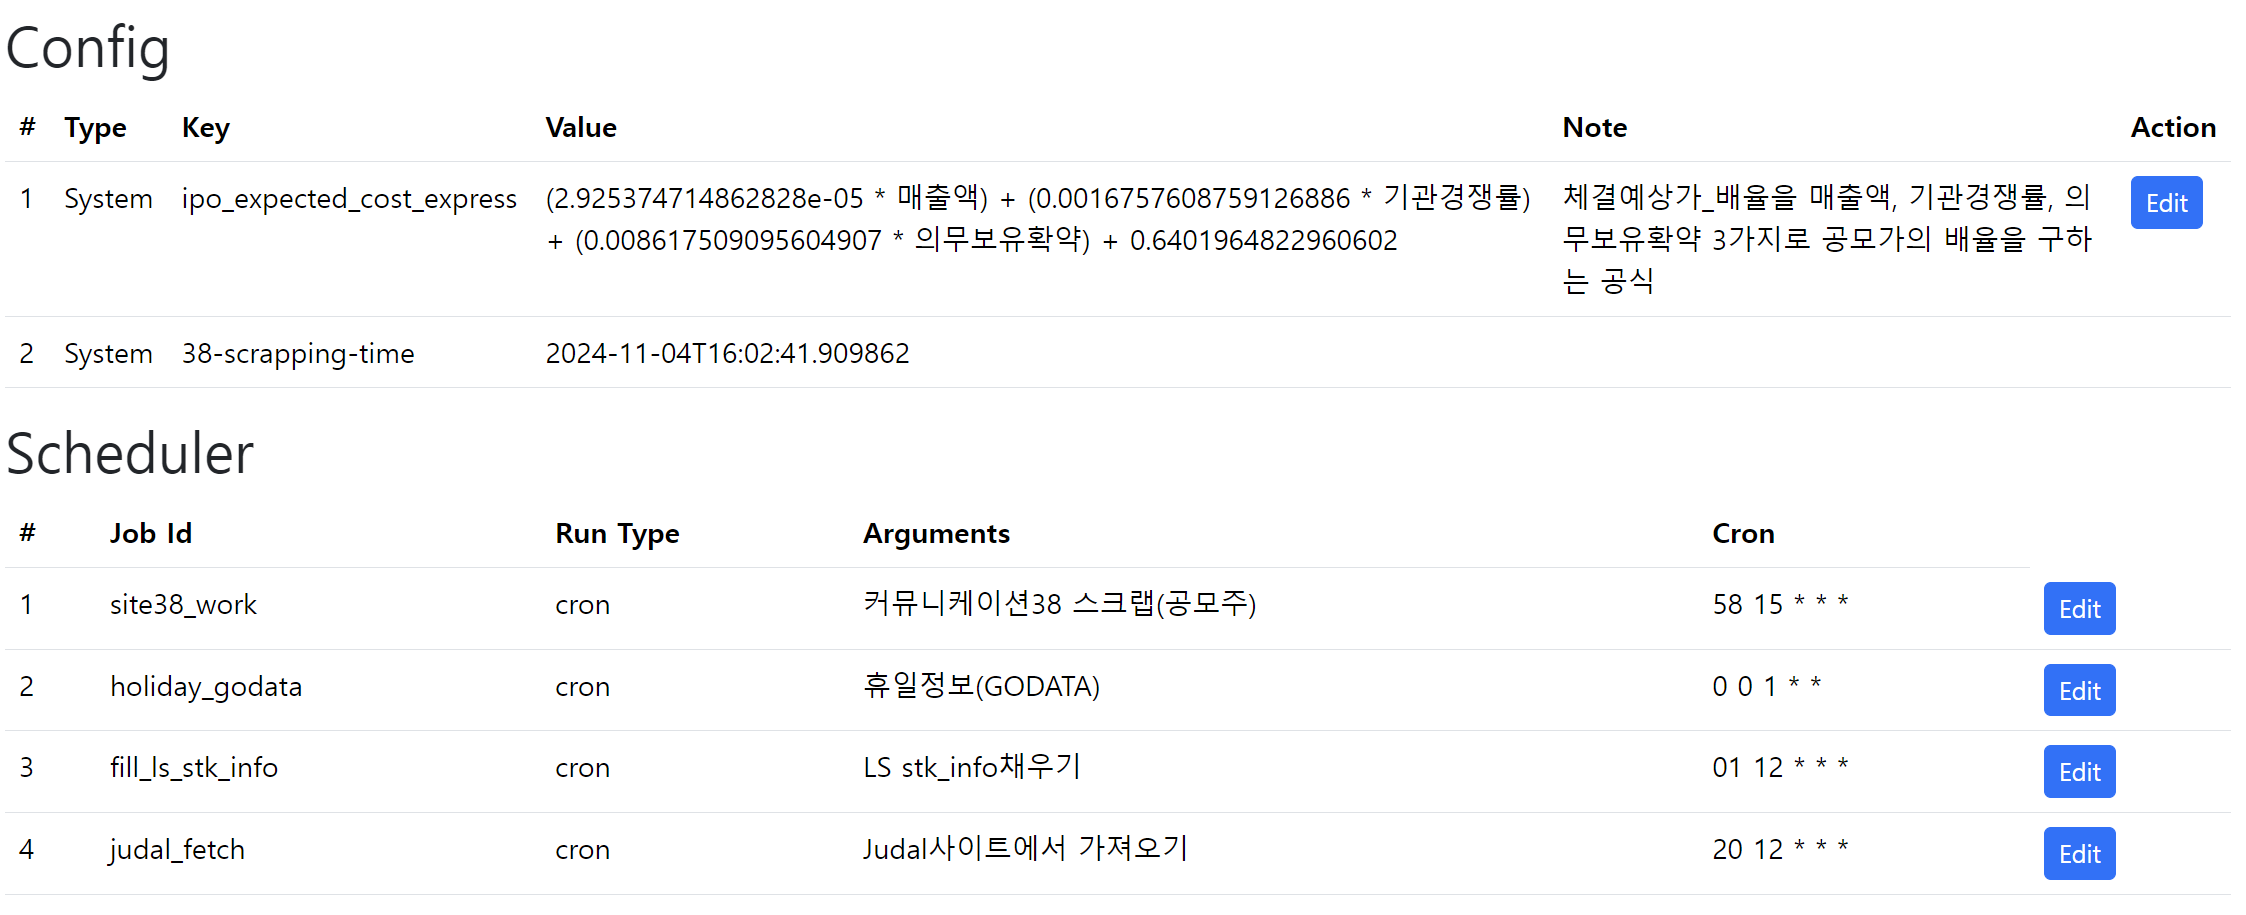 Config
# Type Key Value Note Action
1 System ipo_expected_cost_express (2.925374714862828e-05 * 매출액) + (0.0016757608759126886 * 기관경쟁률) 체결예상가_배율을 매출액, 기관경쟁률, 의 Edit
+ (0.008617509095604907 * 의무보유확약) + 0.6401964822960602 무보유확약 3가지로 공모가의 배율을 구하
는 공식
2 System 38-scrapping-time 2024-11-04T16:02:41.909862
Scheduler
# Job Id Run Type Arguments Cron
1 site38_work cron 커뮤니케이션38 스크랩(공모주) 58 15 * * * Edit
2 holiday_godata cron 휴일정보(GODATA) 0 0 1 * * Edit
3 fill_ls_stk_info cron LS stk_info채우기 01 12 * * * Edit
4 judal_fetch cron Judal사이트에서 가져오기 20 12 * * * Edit